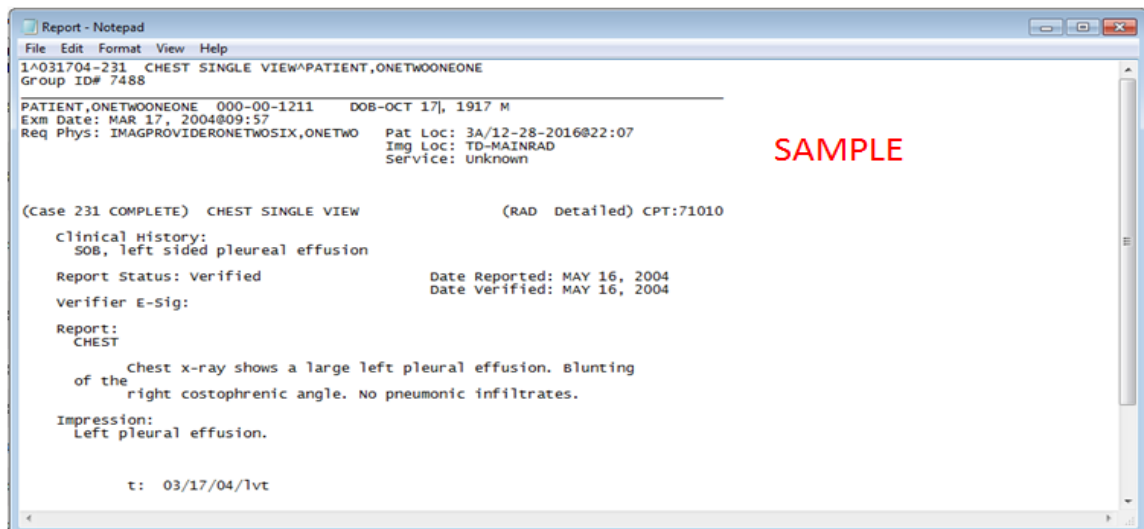 Report - Notepad
File Edit Format View Help
1^031704-231 CHEST SINGLE VIEW^PATIENT,ONETWOONEONE
Group ID# 7488
PATIENT,ONETWOONEONE 000-00-1211 DOB-OCT 17, 1917 M
Exm Date: MAR 17, 2004@09:57
Req Phys: IMAGPROVIDERONETWOSIX,ONETWO Pat Loc: 3A/12-28-2016@22:07
Img Loc: TD-MAINRAD
Service: Unknown
SAMPLE
(Case 231 COMPLETE) CHEST SINGLE VIEW (RAD Detailed) CPT:71010
Clinical History:
SOB, left sided pleureal effusion
Report Status: Verified Date Reported: MAY 16, 2004
Date Verified: MAY 16, 2004
Verifier E-Sig:
Report:
CHEST
Chest x-ray shows a large left pleural effusion. Blunting
of the
right costophrenic angle. No pneumonic infiltrates.
Impression:
Left pleural effusion.
t: 03/17/04/lvt